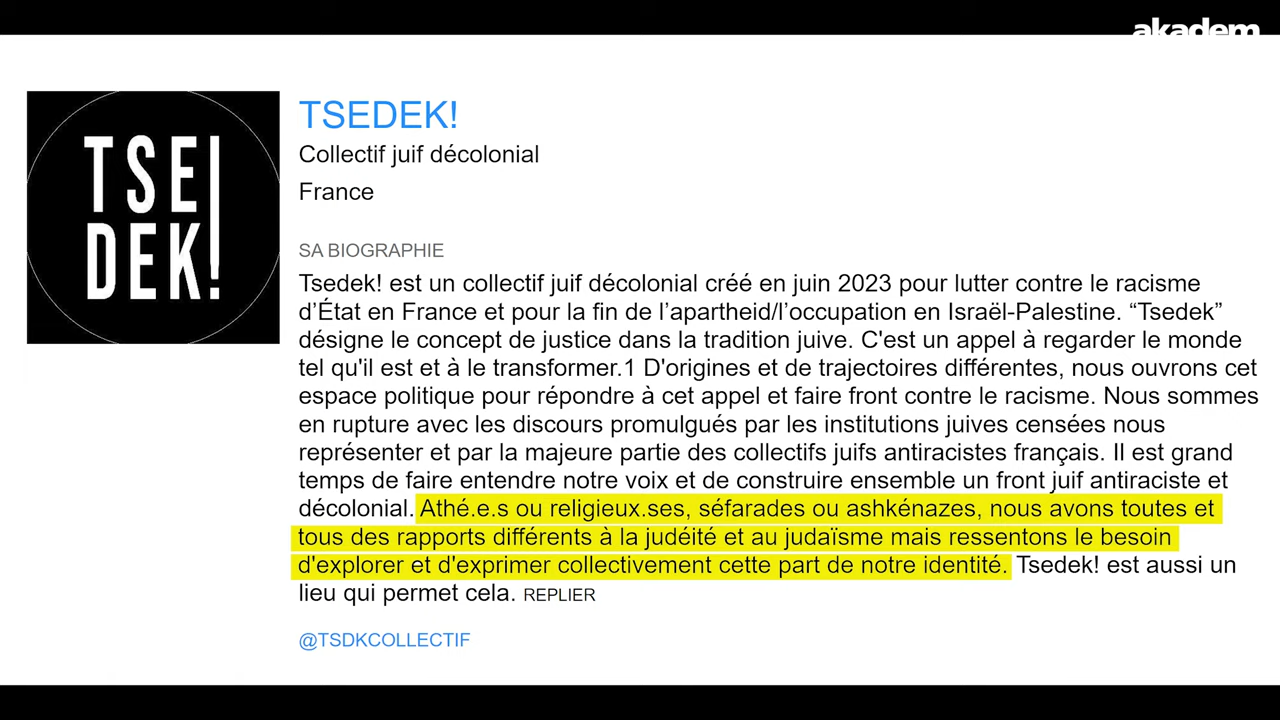 akadem
TSE
DEK!
TSEDEK!
Collectif juif décolonial
France
SA BIOGRAPHIE
Tsedek! est un collectif juif décolonial créé en juin 2023 pour lutter contre le racisme
d’État en France et pour la fin de l’apartheid/l’occupation en Israël-Palestine. “Tsedek”
désigne le concept de justice dans la tradition juive. C'est un appel à regarder le monde
tel qu'il est et à le transformer.1 D'origines et de trajectoires différentes, nous ouvrons cet
espace politique pour répondre à cet appel et faire front contre le racisme. Nous sommes
en rupture avec les discours promulgués par les institutions juives censées nous
représenter et par la majeure partie des collectifs juifs antiracistes français. Il est grand
temps de faire entendre notre voix et de construire ensemble un front juif antiraciste et
décolonial. Athé.e.s ou religieux.ses, séfarades ou ashkénazes, nous avons toutes et
tous des rapports différents à la judéité et au judaïsme mais ressentons le besoin
d'explorer et d'exprimer collectivement cette part de notre identité. Tsedek! est aussi un
lieu qui permet cela. REPLIER
@TSDKCOLLECTIF